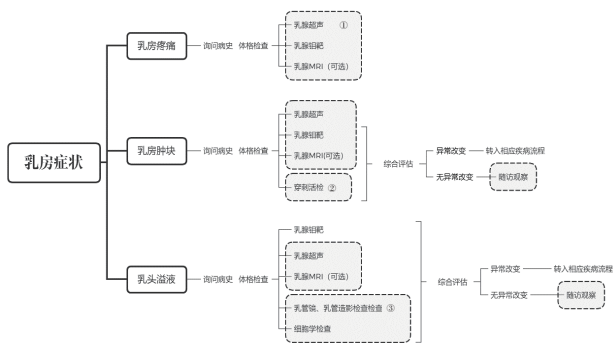 乳房症状
乳房疼痛
询问病史 体格检查
乳腺超声 ①
乳腺钼靶
乳腺MRI（可选）
乳房肿块
询问病史 体格检查
乳腺超声
乳腺钼靶
乳腺MRI(可选)
穿刺活检 ②
综合评估
异常改变
转入相应疾病流程
无异常改变
随访观察
乳头溢液
询问病史 体格检查
乳腺钼靶
乳腺超声
乳腺MRI（可选）
乳管镜、乳管造影检查检查 ③
细胞学检查
综合评估
异常改变
转入相应疾病流程
无异常改变
随访观察